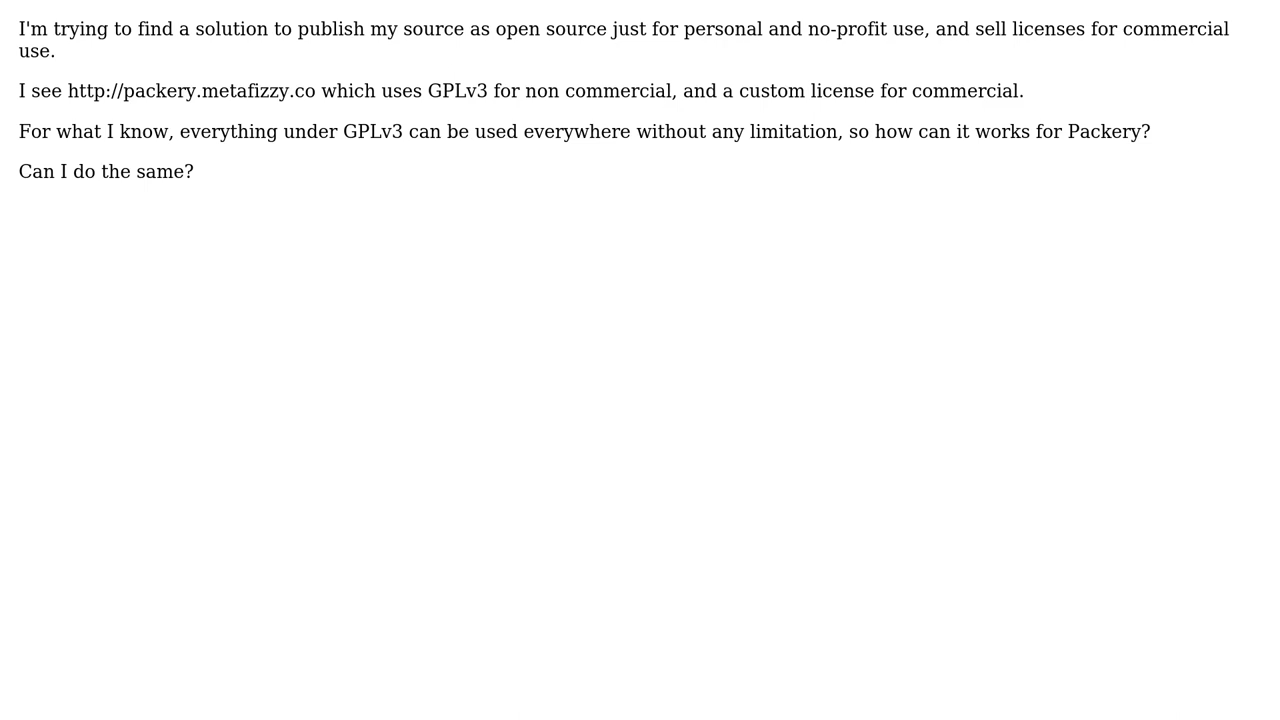 I'm trying to find a solution to publish my source as open source just for personal and no-profit use, and sell licenses for commercial
use.
I see http://packery.metafizzy.co which uses GPLv3 for non commercial, and a custom license for commercial.
For what I know, everything under GPLv3 can be used everywhere without any limitation, so how can it works for Packery?
Can I do the same?